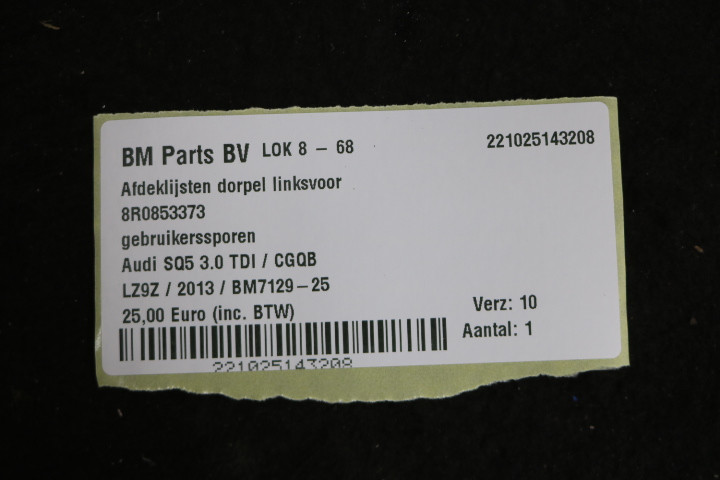 BM Parts BV LOK 8 - 68 221025143208
Afdeklijsten dorpel linksvoor
8R0853373
gebruikerssporen
Audi SQ5 3.0 TDI / CGQB
LZ9Z / 2013 / BM7129-25
25,00 Euro (inc. BTW)
Verz: 10
Aantal: 1
221025143208